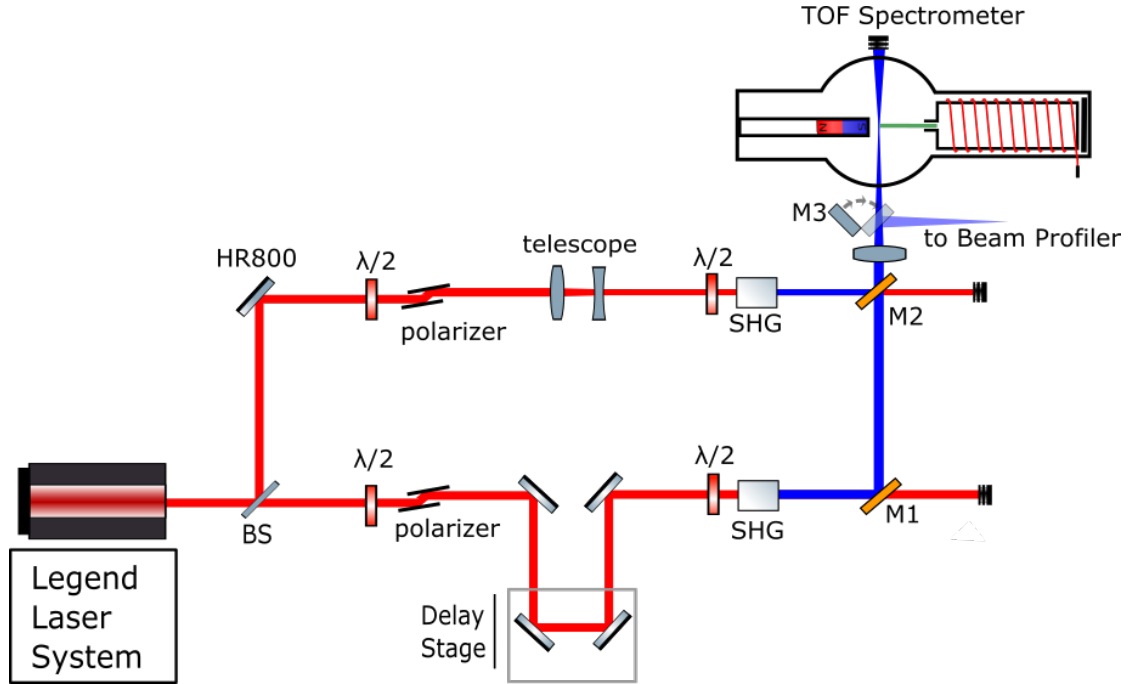 TOF Spectrometer
N
S
M3
to Beam Profiler
HR800
λ/2
telescope
λ/2
polarizer
SHG
M2
λ/2
λ/2
BS
polarizer
SHG
M1
Legend
Laser
System
Delay
Stage